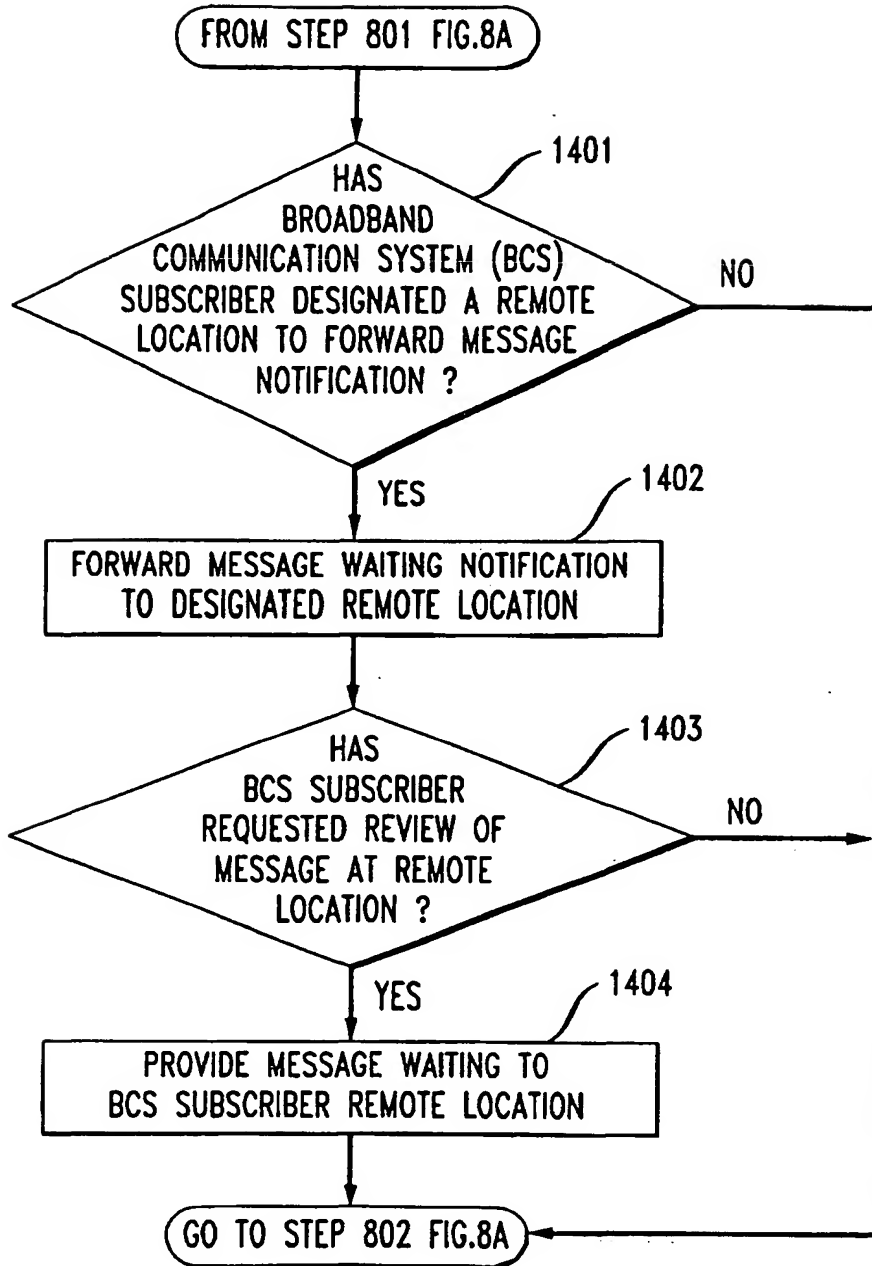 FROM STEP 801 FIG.8A
1401
HAS
BROADBAND
COMMUNICATION SYSTEM (BCS)
SUBSCRIBER DESIGNATED A REMOTE
LOCATION TO FORWARD MESSAGE
NOTIFICATION ?
NO
YES
1402
FORWARD MESSAGE WAITING NOTIFICATION
TO DESIGNATED REMOTE LOCATION
1403
HAS
BCS SUBSCRIBER
REQUESTED REVIEW OF
MESSAGE AT REMOTE
LOCATION ?
NO
YES
1404
PROVIDE MESSAGE WAITING TO
BCS SUBSCRIBER REMOTE LOCATION
GO TO STEP 802 FIG.8A